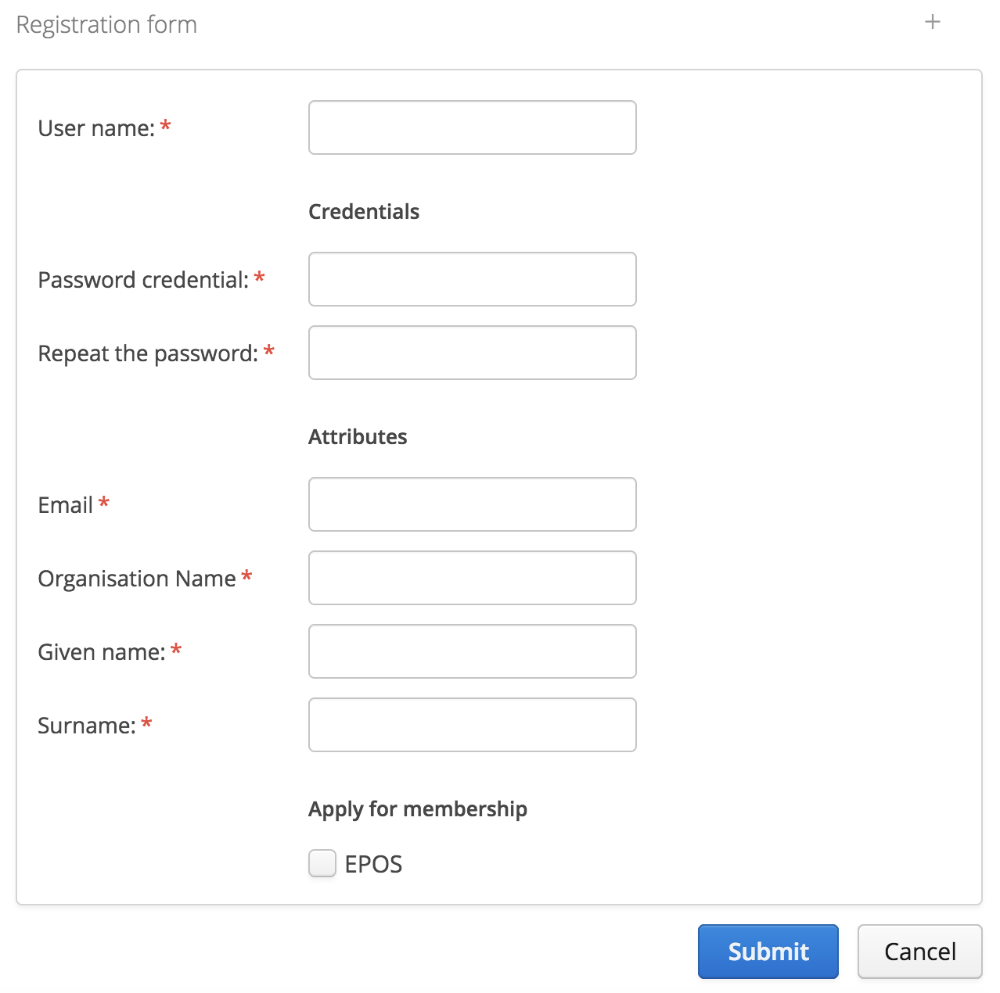 Registration form +
User name: *
Credentials
Password credential: *
Repeat the password: *
Attributes
Email *
Organisation Name *
Given name: *
Surname: *
Apply for membership
EPOS
Submit Cancel